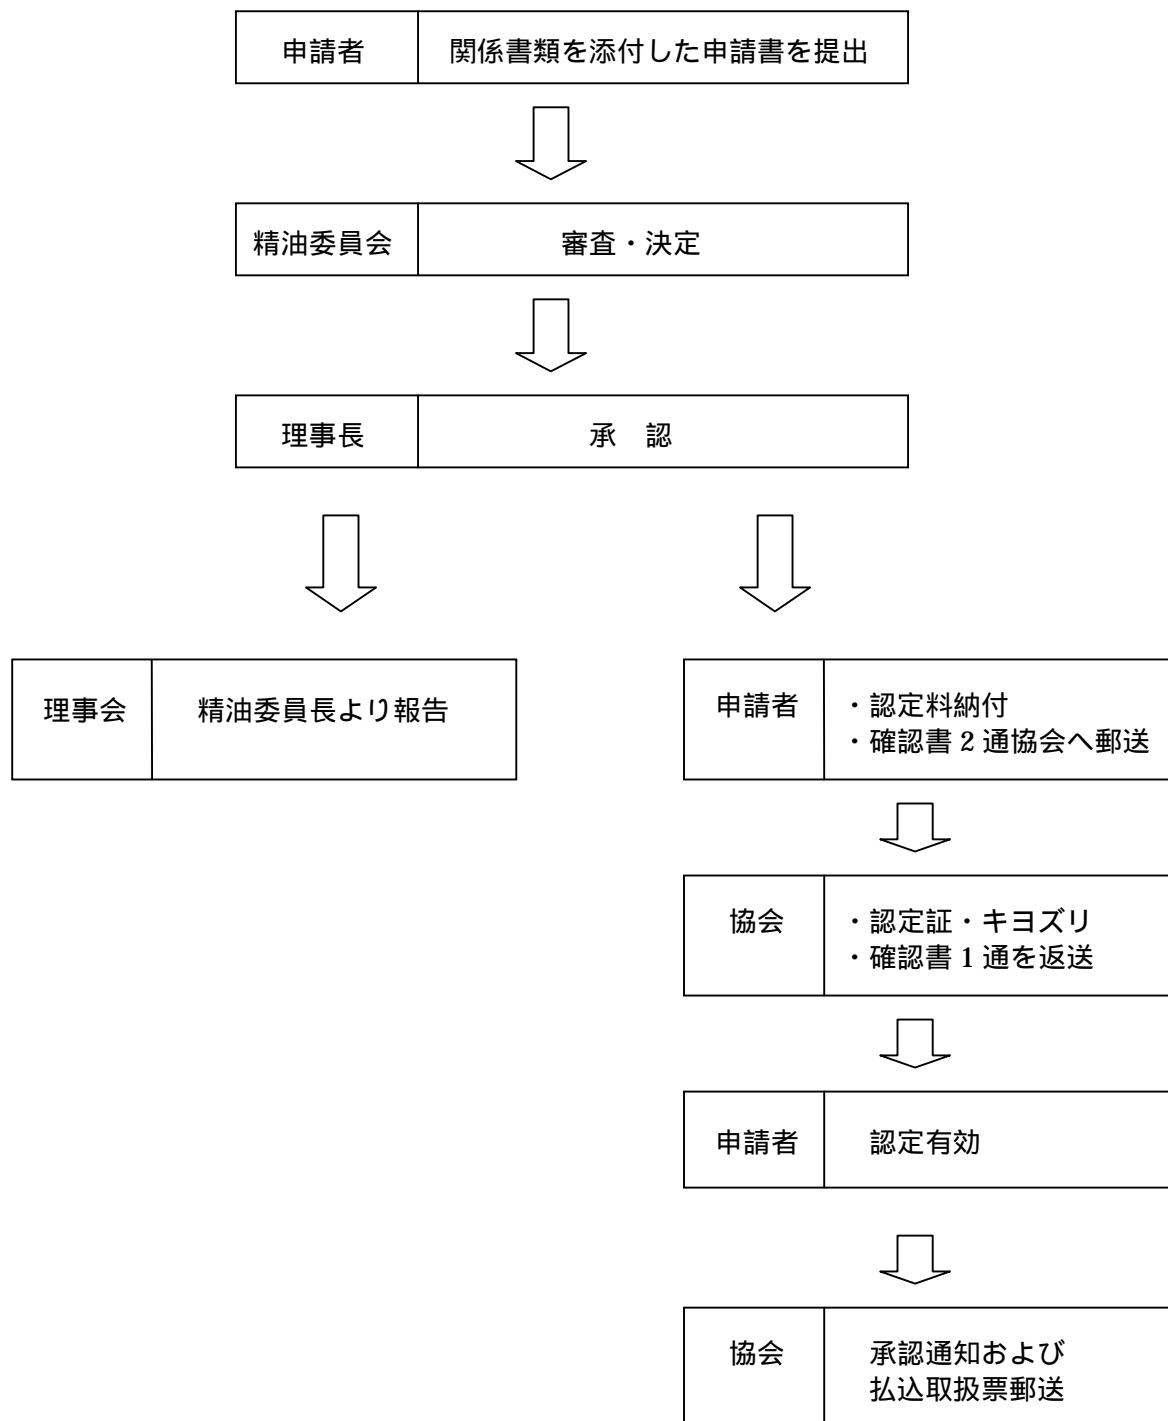 申請者 関係書類を添付した申請書を提出
精油委員会 審査・決定
理事長 承　認
理事会 精油委員長より報告
申請者 ・認定料納付
・確認書２通協会へ郵送
協会 ・認定証・キヨズリ
・確認書１通を返送
申請者 認定有効
協会 承認通知および
払込取扱票郵送